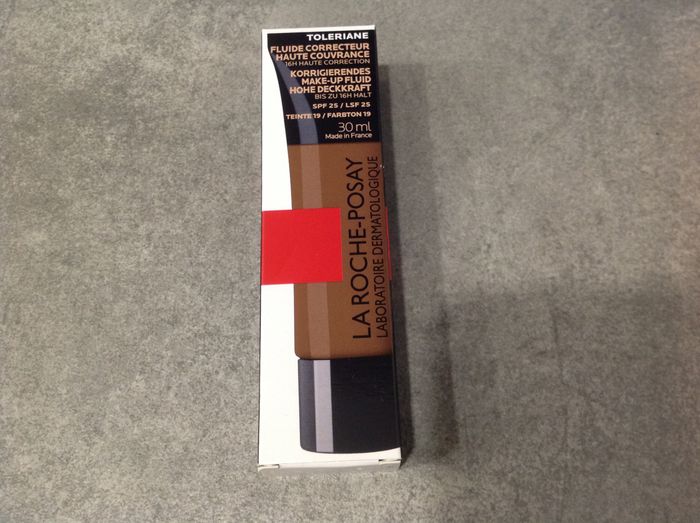 TOLERIANE
FLUIDE CORRECTEUR
HAUTE COUVRANCE
16H HAUTE CORRECTION
KORRIGIERENDES
MAKE-UP FLUID
HOHE DECKKRAFT
BIS ZU 16H HALT
SPF 25 / LSF 25
TEINTE 19 / FARBTON 19
30 ml
Made in France
LA ROCHE-POSAY
LABORATOIRE DERMATOLOGIQUE